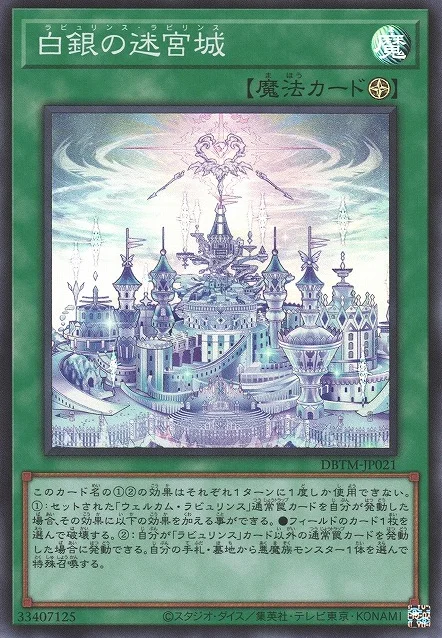 ラビュリンス・ラビリンス
白銀の迷宮城
魔
まほう
【魔法カード】
DBTM-JP021
このカード名の①②の効果はそれぞれ1ターンに1度しか使用できない。
①：セットされた「ウェルカム・ラビュリンス」通常罠カードを自分が発動した
場合、その効果に以下の効果を加える事ができる。●フィールドのカード1枚を
選んで破壊する。②：自分が「ラビュリンス」カード以外の通常罠カードを発動
した場合に発動できる。自分の手札・墓地から悪魔族モンスター1体を選んで
特殊召喚する。
33407125
©スタジオ・ダイス／集英社・テレビ東京・KONAMI